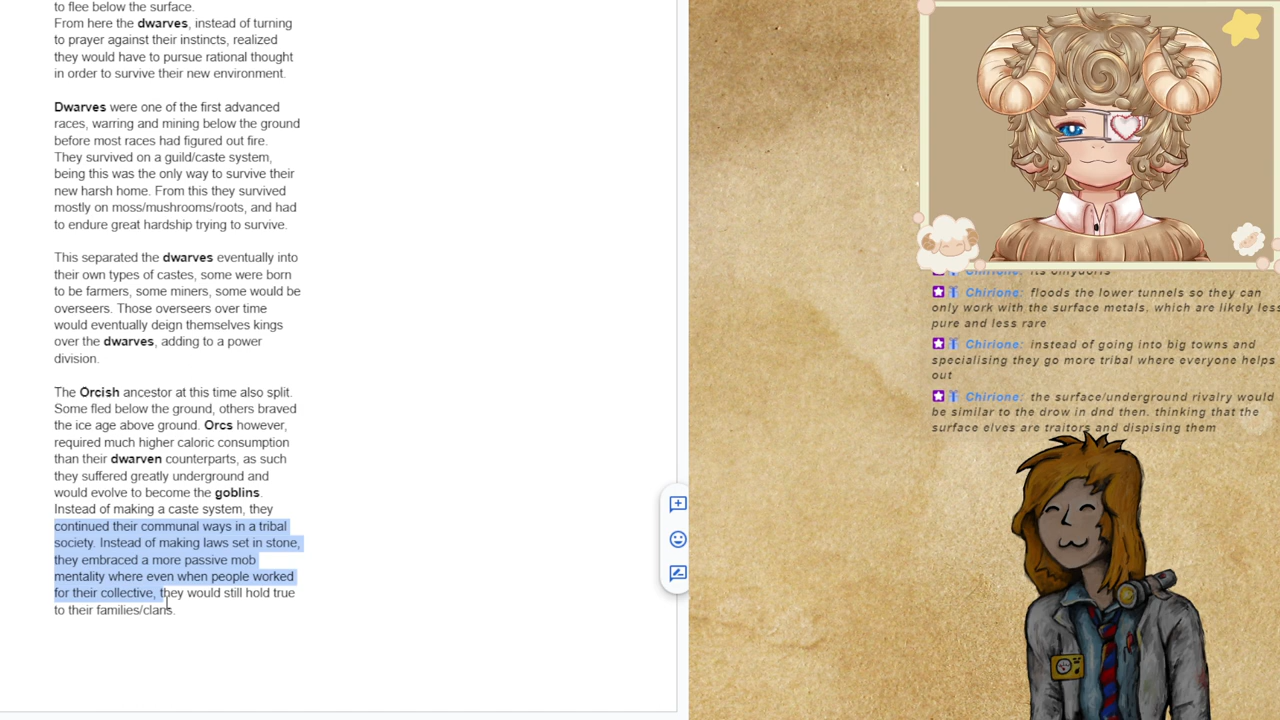 to flee below the surface.
From here the dwarves, instead of turning
to prayer against their instincts, realized
they would have to pursue rational thought
in order to survive their new environment.
Dwarves were one of the first advanced
races, warring and mining below the ground
before most races had figured out fire.
They survived on a guild/caste system,
being this was the only way to survive their
new harsh home. From this they survived
mostly on moss/mushrooms/roots, and had
to endure great hardship trying to survive.
This separated the dwarves eventually into
their own types of castes, some were born
to be farmers, some miners, some would be
overseers. Those overseers over time
would eventually deign themselves kings
over the dwarves, adding to a power
division.
The Orcish ancestor at this time also split.
Some fled below the ground, others braved
the ice age above ground. Orcs however,
required much higher caloric consumption
than their dwarven counterparts, as such
they suffered greatly underground and
would evolve to become the goblins.
Instead of making a caste system, they
continued their communal ways in a tribal
society. Instead of making laws set in stone,
they embraced a more passive mob
mentality where even when people worked
for their collective, they would still hold true
to their families/clans.
Chirione: its
Chirione: floods the lower tunnels so they can
only work with the surface metals. which are likely less
pure and less rare
Chirione: instead of going into big towns and
specialising they go more tribal where everyone helps
out
Chirione: the surface/underground rivalry would
be similar to the drow in dnd then. thinking that the
surface elves are traitors and dispising them